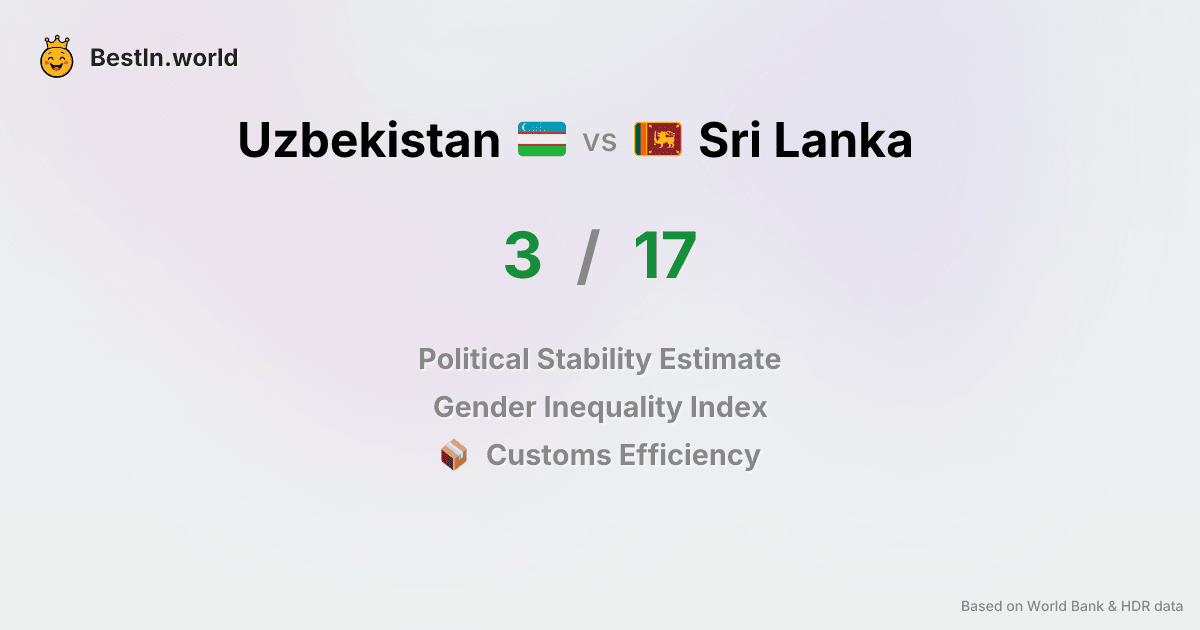 BestIn.world
Uzbekistan vs Sri Lanka
3 / 17
Political Stability Estimate
Gender Inequality Index
Customs Efficiency
Based on World Bank & HDR data